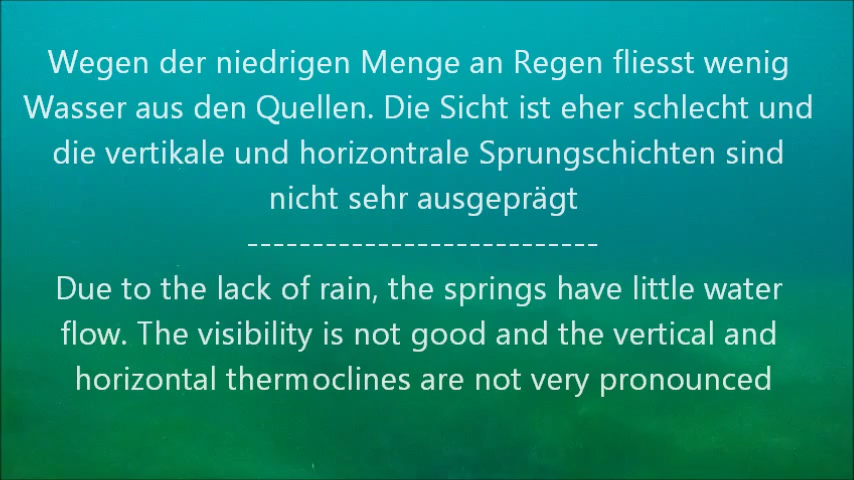 Wegen der niedrigen Menge an Regen fliesst wenig
Wasser aus den Quellen. Die Sicht ist eher schlecht und
die vertikale und horizontrale Sprungschichten sind
nicht sehr ausgeprägt
---------------------------
Due to the lack of rain, the springs have little water
flow. The visibility is not good and the vertical and
horizontal thermoclines are not very pronounced